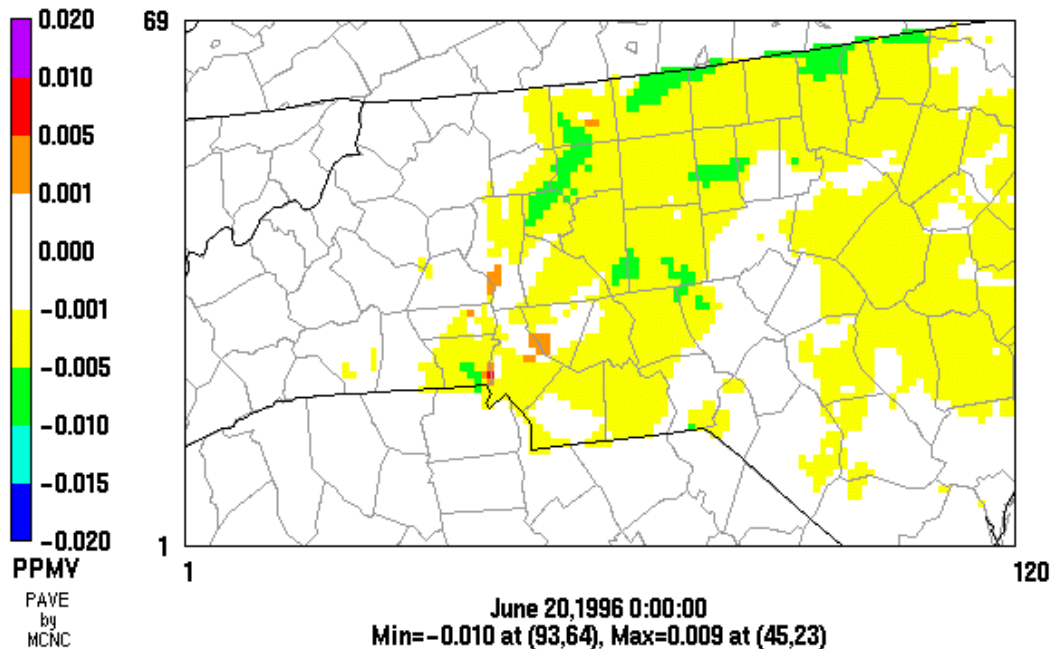 0.020
0.010
0.005
0.001
0.000
−0.001
−0.005
−0.010
−0.015
−0.020
PPMV
PAVE
by
MCNC
69
1
1
120
June 20,1996 0:00:00
Min=−0.010 at (93,64), Max=0.009 at (45,23)